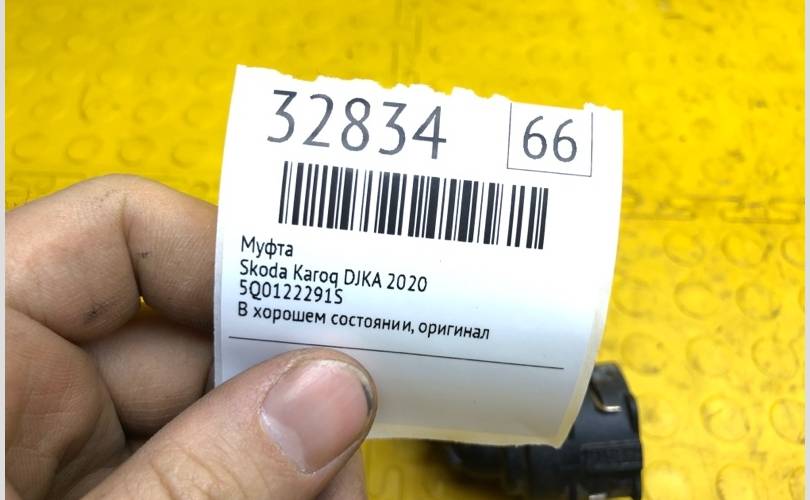 32834 66
Муфта
Skoda Karoq DJKA 2020
5Q0122291S
В хорошем состоянии, оригинал